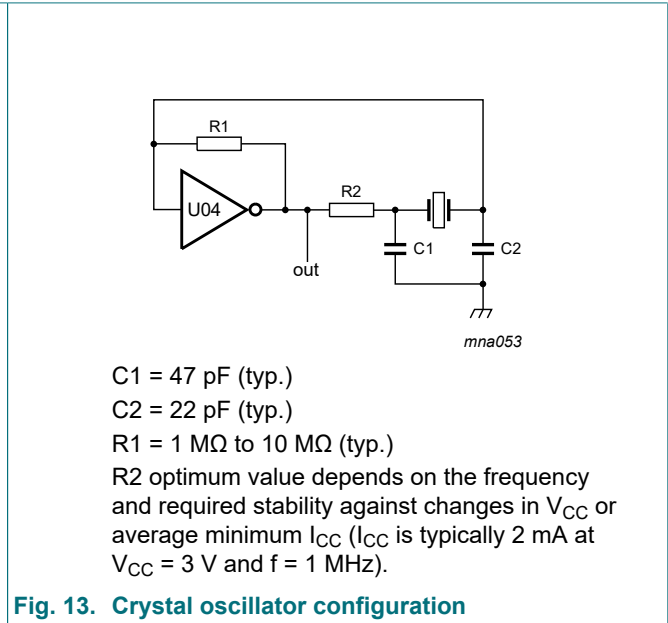 R1
U04
R2
out
C1
C2
mna053
C1 = 47 pF (typ.)
C2 = 22 pF (typ.)
R1 = 1 MΩ to 10 MΩ (typ.)
R2 optimum value depends on the frequency
and required stability against changes in VCC or
average minimum ICC (ICC is typically 2 mA at
VCC = 3 V and f = 1 MHz).
Fig. 13. Crystal oscillator configuration